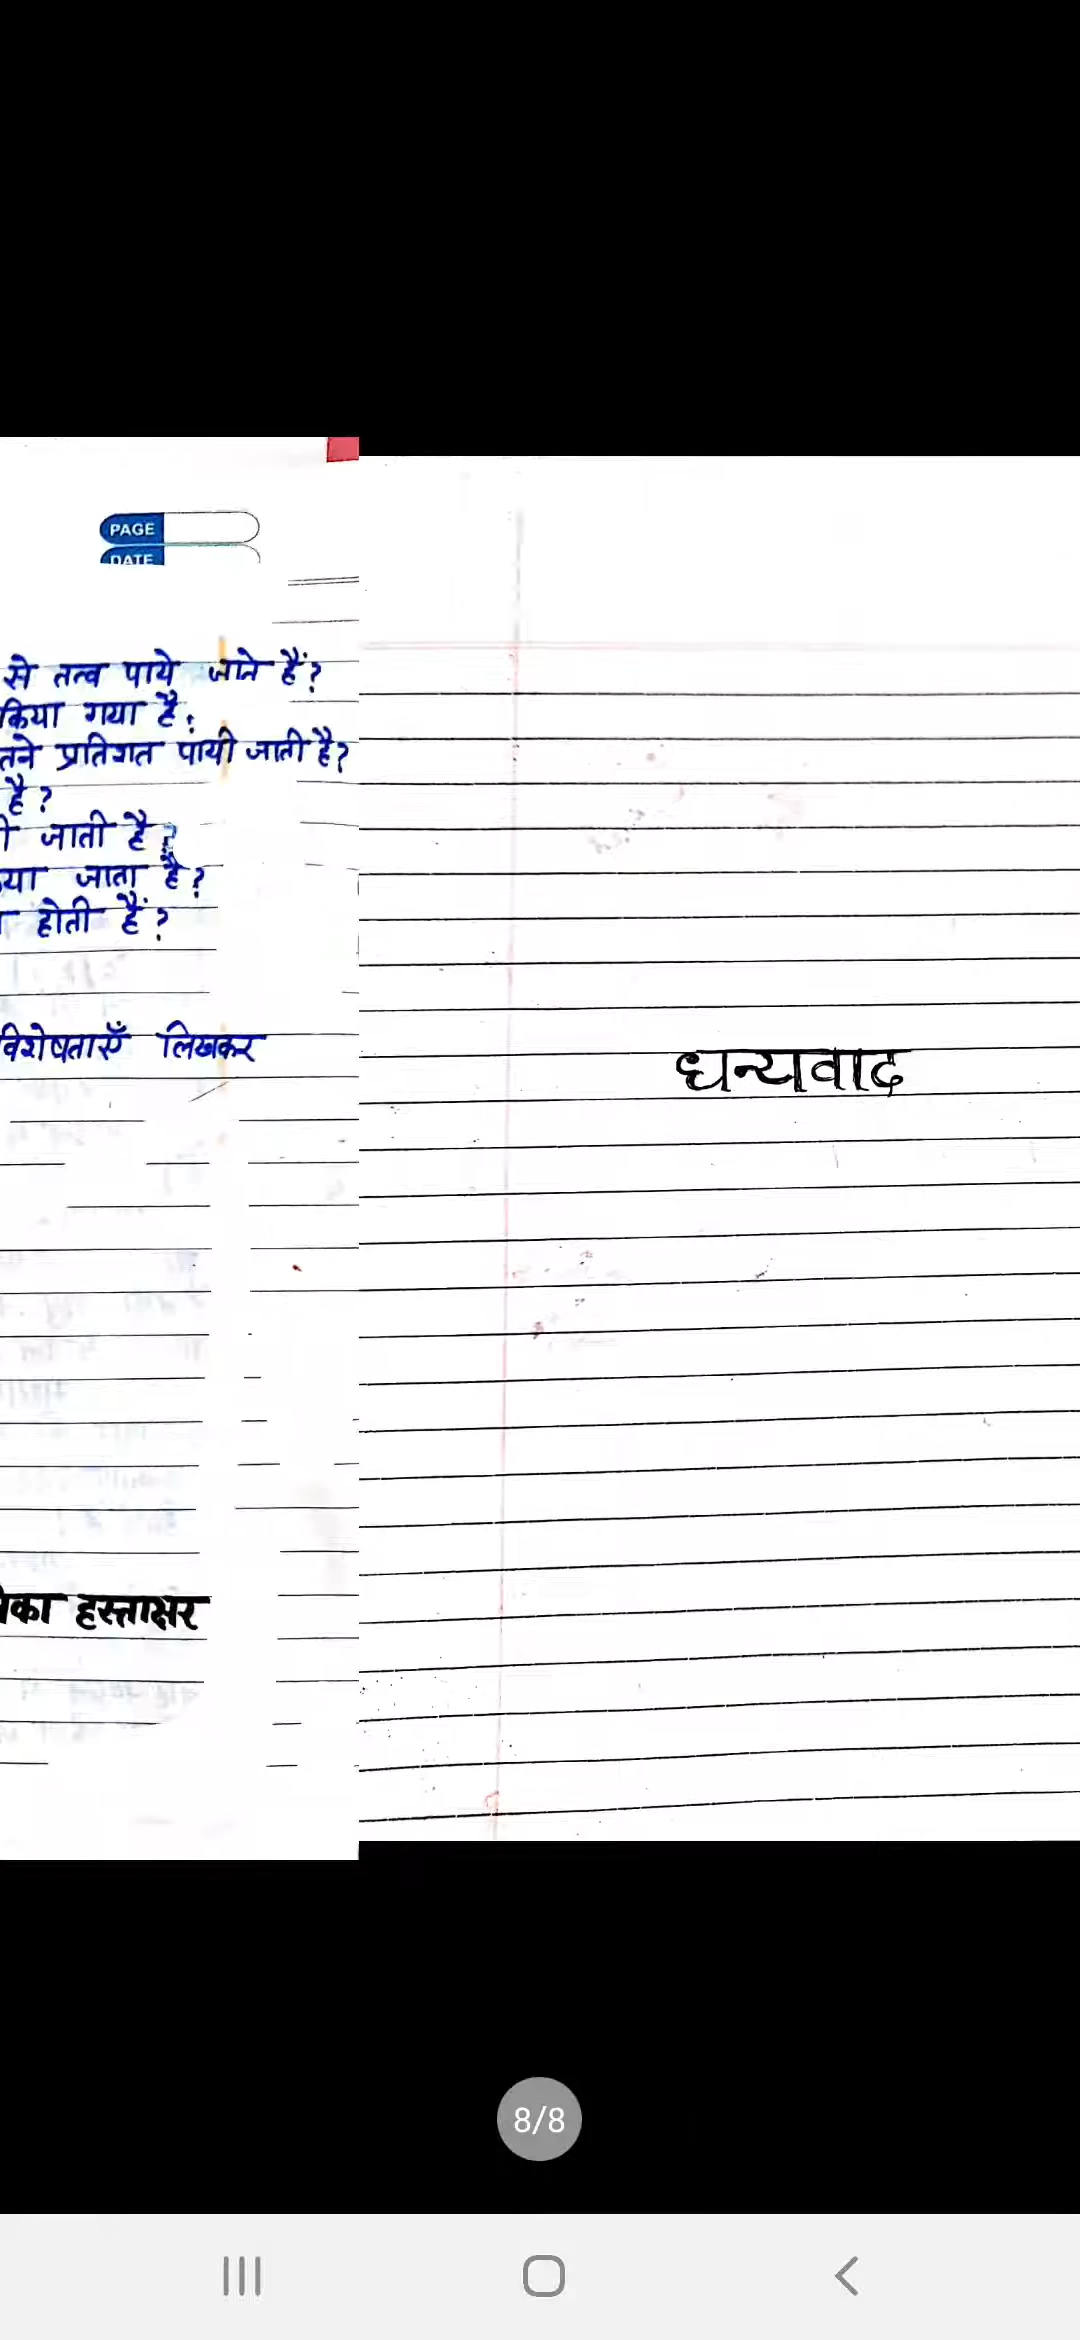 PAGE
DATE
से तत्व पाये जाते हैं?
किया गया है:
तने प्रतिशत पायी जाती है?
है?
जाती है?
या जाता है?
होती हैं?
विशेषताएँ लिखकर
का हस्ताक्षर
धन्यवाद
8/8